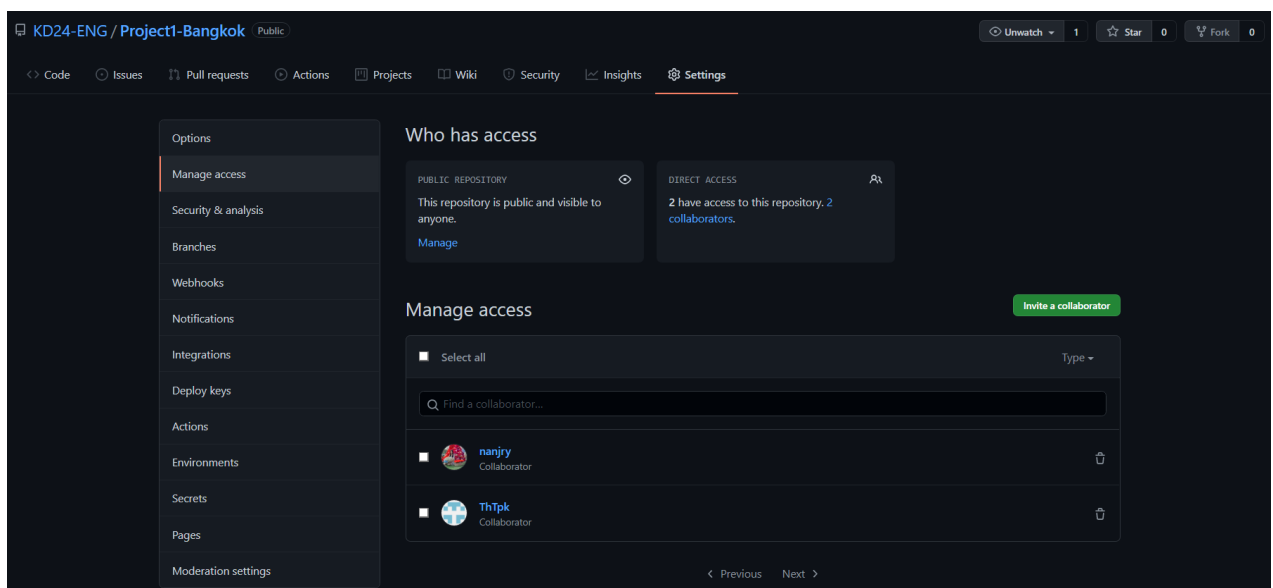 KD24-ENG / Project1-Bangkok Public
Unwatch 1 Star 0 Fork 0
Code Issues Pull requests Actions Projects Wiki Security Insights Settings
Options
Manage access
Security & analysis
Branches
Webhooks
Notifications
Integrations
Deploy keys
Actions
Environments
Secrets
Pages
Moderation settings
Who has access
PUBLIC REPOSITORY
This repository is public and visible to
anyone.
Manage
DIRECT ACCESS
2 have access to this repository. 2
collaborators.
Manage access
Invite a collaborator
Select all
Type
Find a collaborator...
nanjry
Collaborator
ThTpk
Collaborator
Previous Next